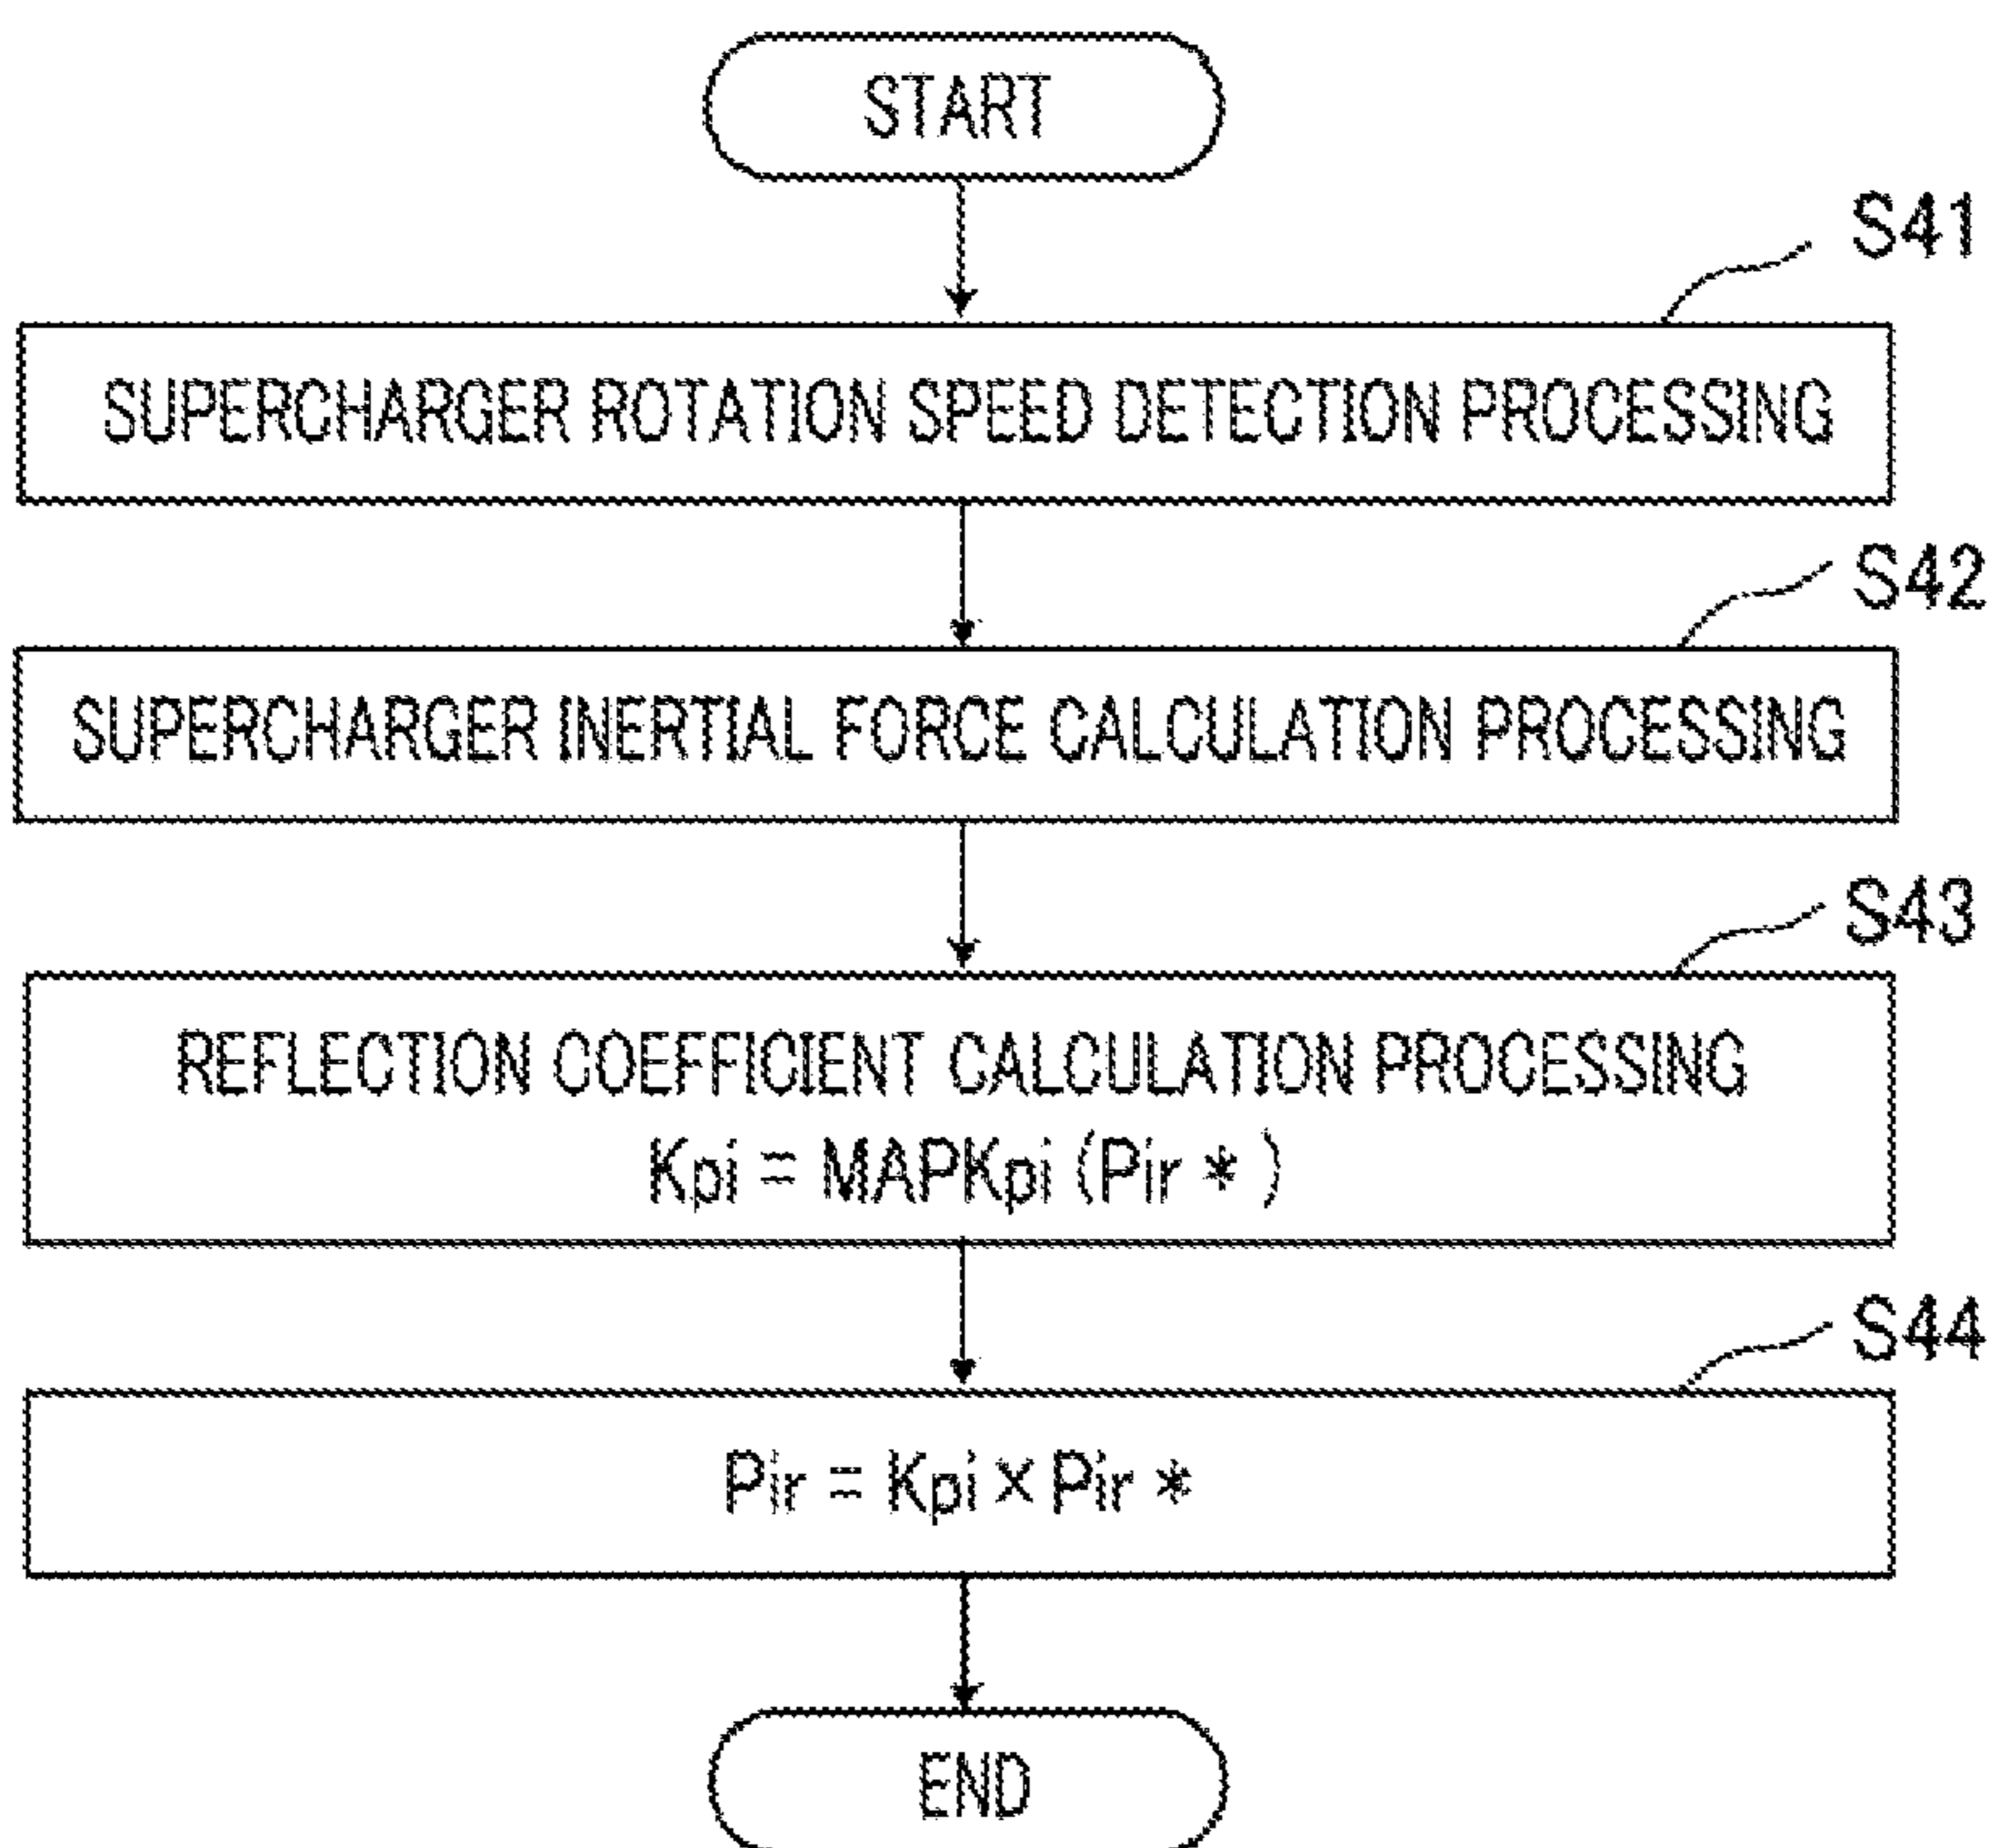 START
S41
SUPERCHARGER ROTATION SPEED DETECTION PROCESSING
S42
SUPERCHARGER INERTIAL FORCE CALCULATION PROCESSING
S43
REFLECTION COEFFICIENT CALCULATION PROCESSING
Kpi = MAPKpi (Pir * )
S44
Pir = Kpi × Pir *
END